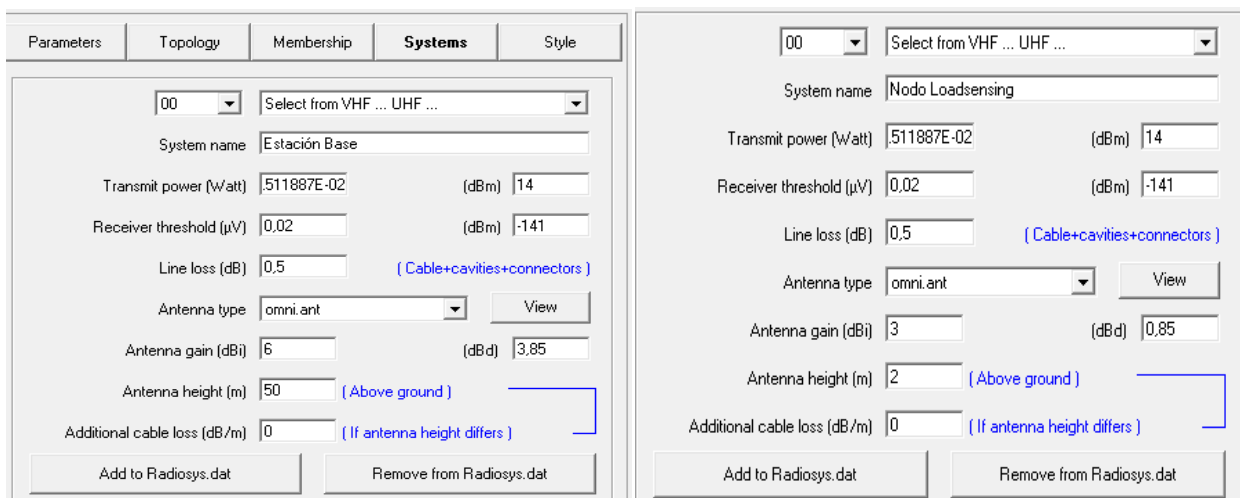 Parameters Topology Membership Systems Style
00 Select from VHF ... UHF ...
System name Estación Base
Transmit power (Watt) .511887E-02 (dBm) 14
Receiver threshold (µV) 0,02 (dBm) -141
Line loss (dB) 0,5 ( Cable+cavities+connectors )
Antenna type omni.ant View
Antenna gain (dBi) 6 (dBd) 3,85
Antenna height (m) 50 ( Above ground )
Additional cable loss (dB/m) 0 ( If antenna height differs )
Add to Radiosys.dat Remove from Radiosys.dat
00 Select from VHF ... UHF ...
System name Nodo Loadsensing
Transmit power (Watt) .511887E-02 (dBm) 14
Receiver threshold (µV) 0,02 (dBm) -141
Line loss (dB) 0,5 ( Cable+cavities+connectors )
Antenna type omni.ant View
Antenna gain (dBi) 3 (dBd) 0,85
Antenna height (m) 2 ( Above ground )
Additional cable loss (dB/m) 0 ( If antenna height differs )
Add to Radiosys.dat Remove from Radiosys.dat